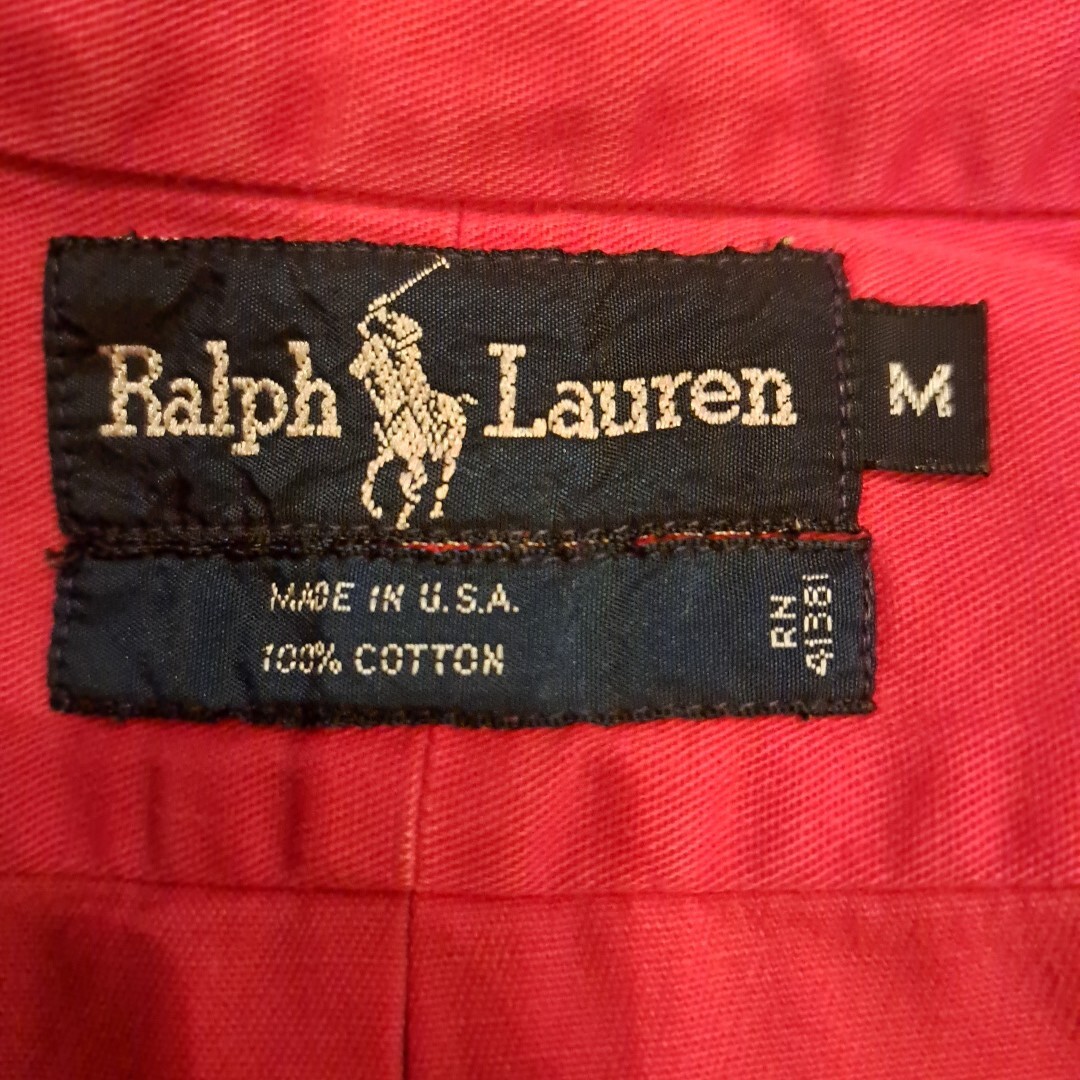 Ralph Lauren
M
MADE IN U.S.A.
100% COTTON
RN
41381